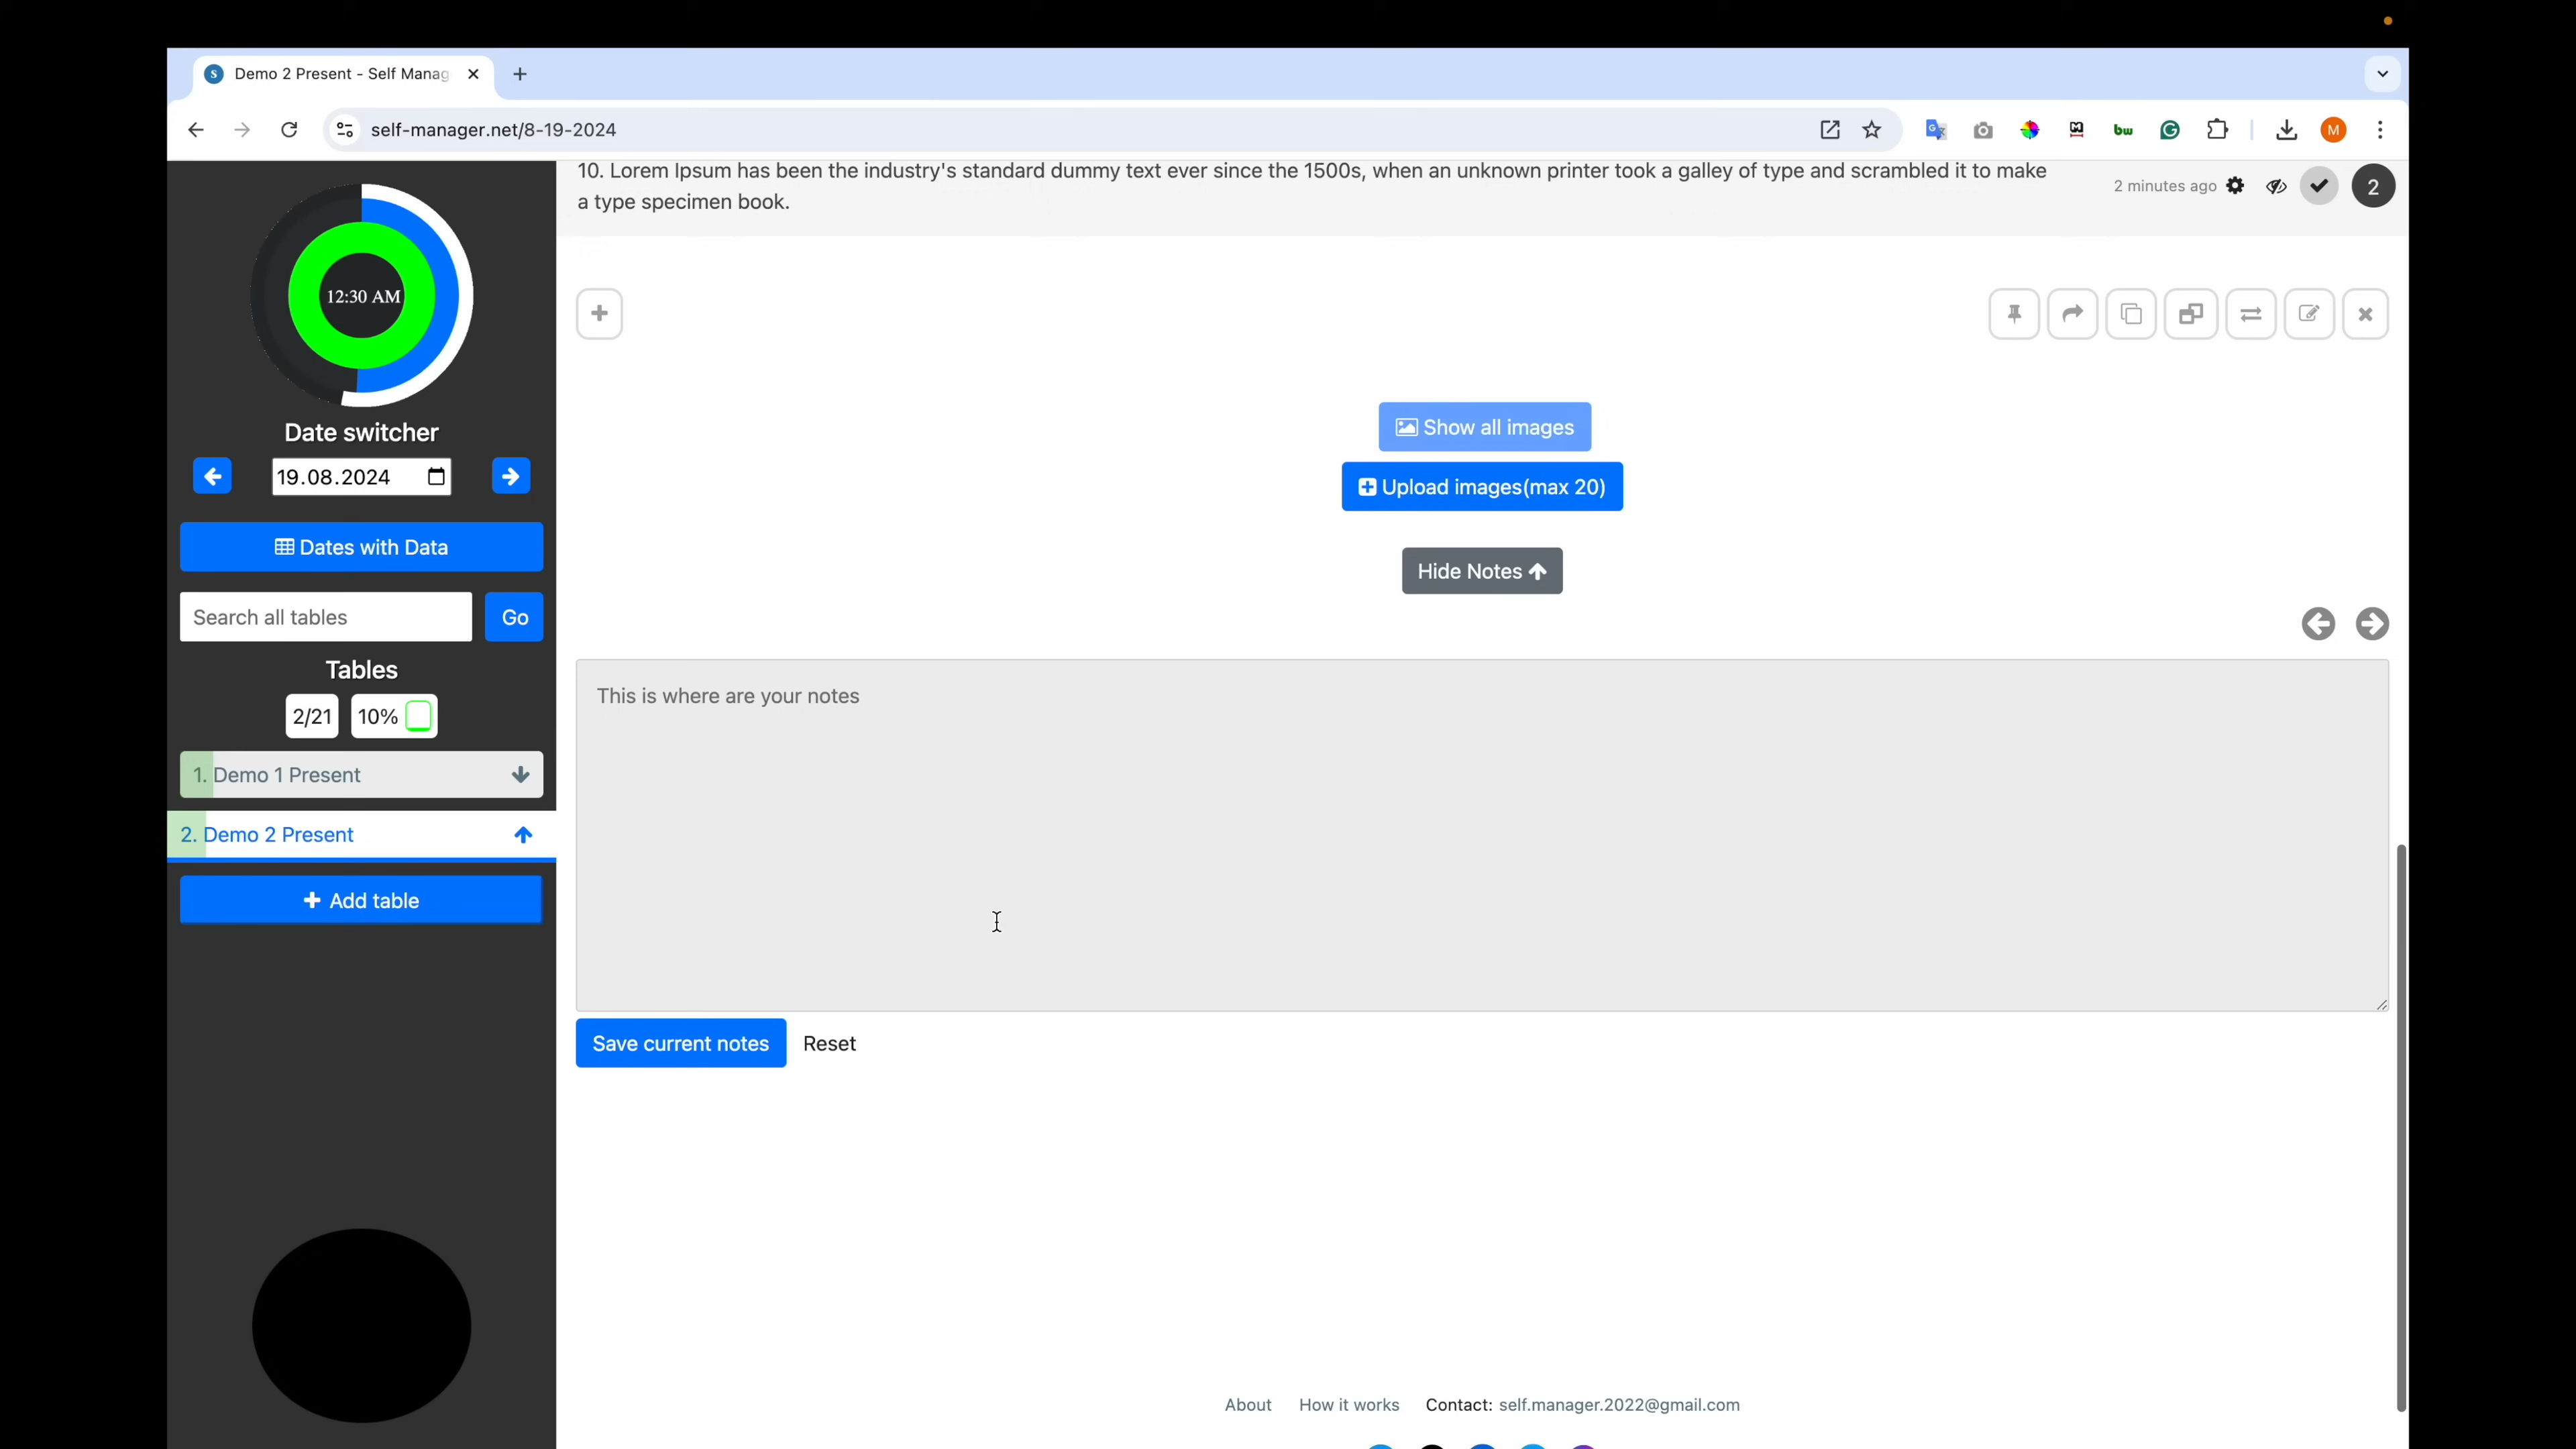 Demo 2 Present - Self Manag
self-manager.net/8-19-2024
M
10. Lorem Ipsum has been the industry's standard dummy text ever since the 1500s, when an unknown printer took a galley of type and scrambled it to make
a type specimen book.
2 minutes ago
2
12:30 AM
Date switcher
19.08.2024
Dates with Data
Search all tables
Go
Tables
2/21
10%
1. Demo 1 Present
2. Demo 2 Present
+ Add table
Show all images
Upload images(max 20)
Hide Notes
This is where are your notes
Save current notes
Reset
About
How it works
Contact: self.manager.2022@gmail.com